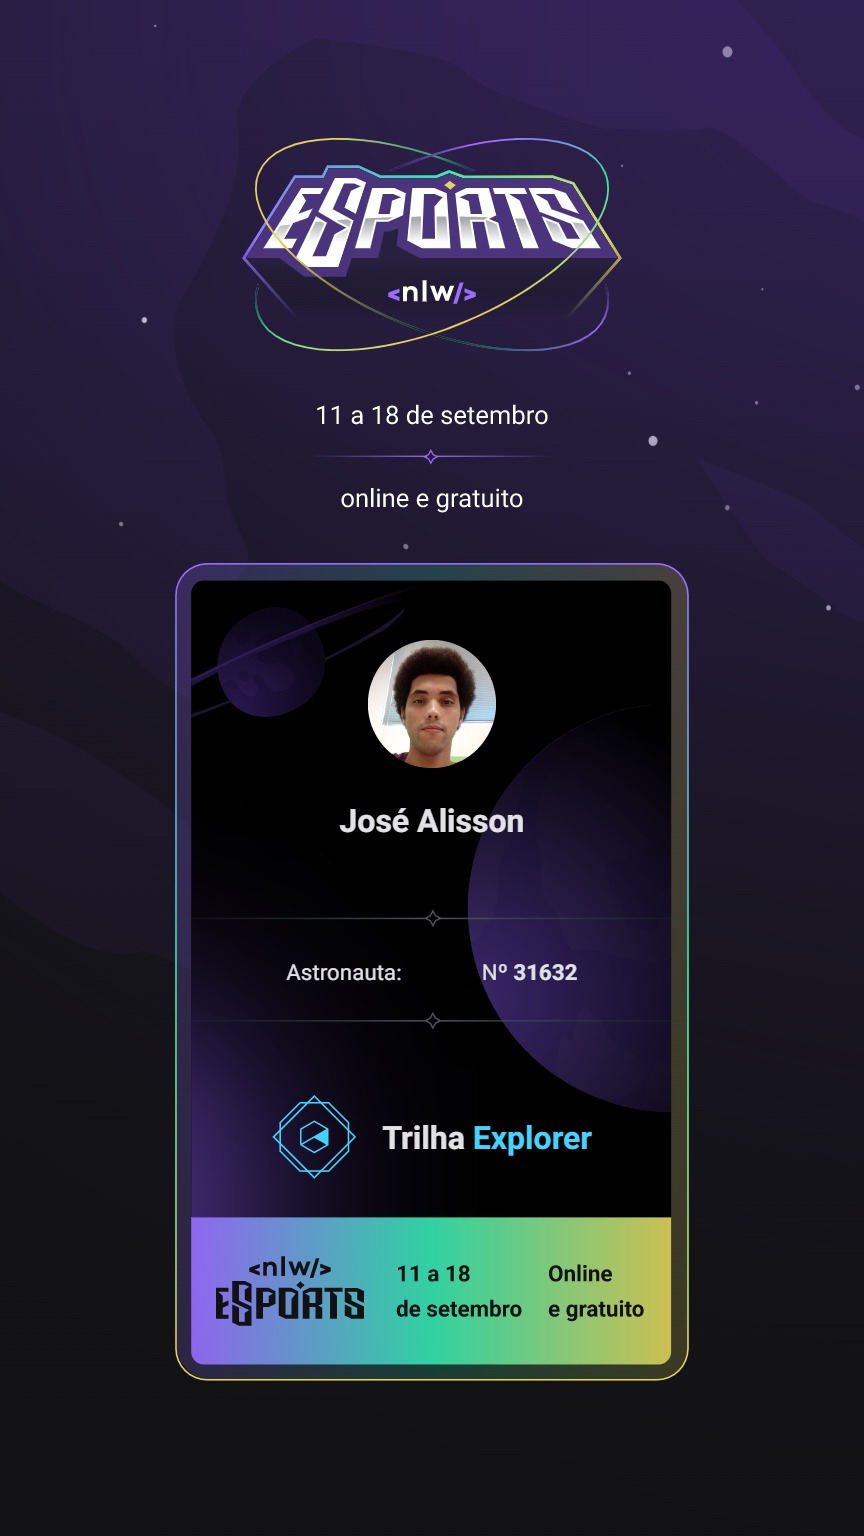 ESPORTS
<nlw/>
11 a 18 de setembro
online e gratuito
José Alisson
Astronauta: Nº 31632
Trilha Explorer
<nlw/>
ESPORTS
11 a 18
de setembro
Online
e gratuito